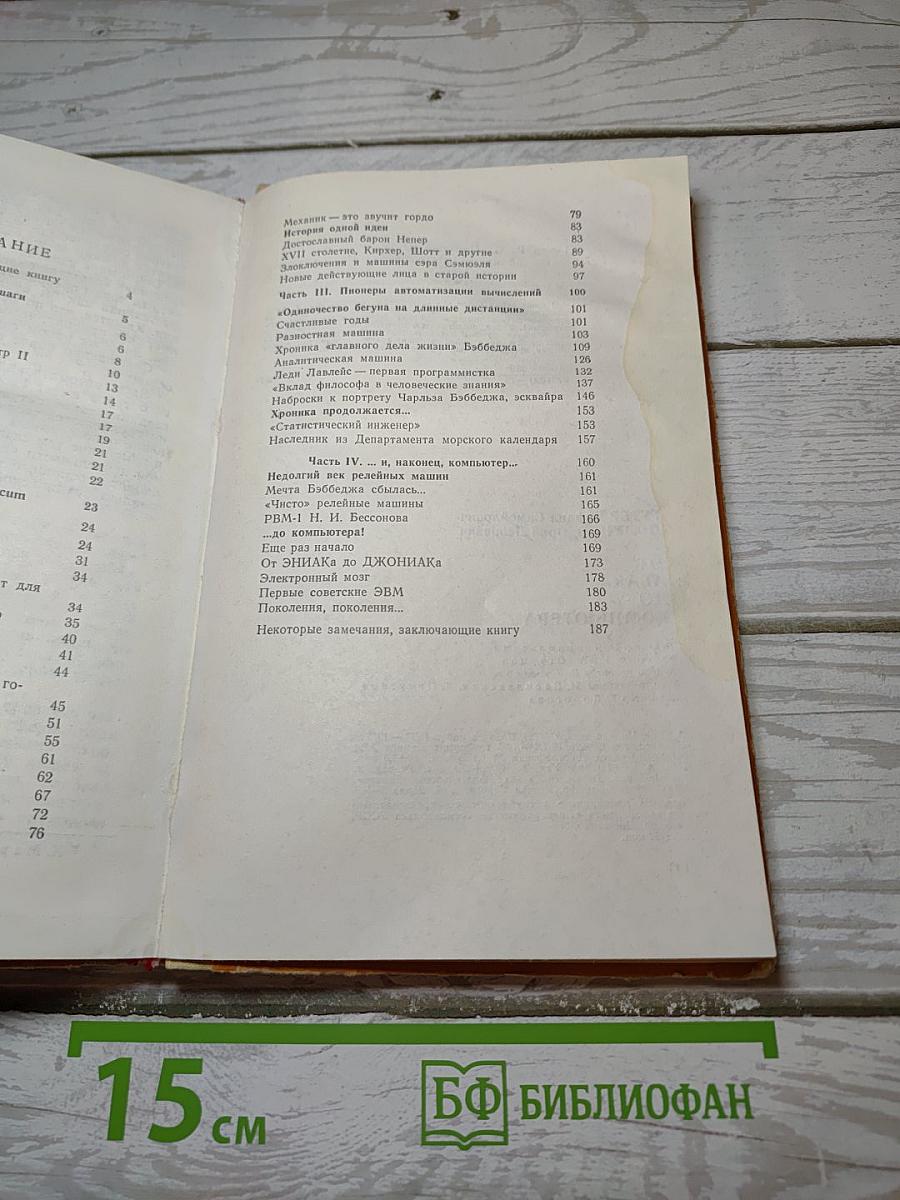 АНИЕ
щие книгу 4
шаги
5
6
6
тр II 8
10
13
14
17
17
19
21
21
22
cum 23
24
24
31
34
т для
34
35
40
41
44
го-
45
51
55
61
62
67
72
76
Механик — это звучит гордо 79
История одной идеи 83
Достославный барон Непер 83
XVII столетие, Кирхер, Шотт и другие 89
Злоключения и машины сэра Сэмюэля 94
Новые действующие лица в старой истории 97
Часть III. Пионеры автоматизации вычислений 100
«Одиночество бегуна на длинные дистанции» 101
Счастливые годы 101
Разностная машина 103
Хроника «главного дела жизни» Бэббеджа 109
Аналитическая машина 126
Леди Лавлейс — первая программистка 132
«Вклад философа в человеческие знания» 137
Наброски к портрету Чарльза Бэббеджа, эсквайра 146
Хроника продолжается... 153
«Статистический инженер» 153
Наследник из Департамента морского календаря 157
Часть IV. ... и, наконец, компьютер... 160
Недолгий век релейных машин 161
Мечта Бэббеджа сбылась... 161
«Чисто» релейные машины 165
РВМ-1 Н. И. Бессонова 166
...до компьютера! 169
Еще раз начало 169
От ЭНИАКа до ДЖОНИАКа 173
Электронный мозг 178
Первые советские ЭВМ 180
Поколения, поколения... 183
Некоторые замечания, заключающие книгу 187
15 см
БФ БИБЛИОФАН